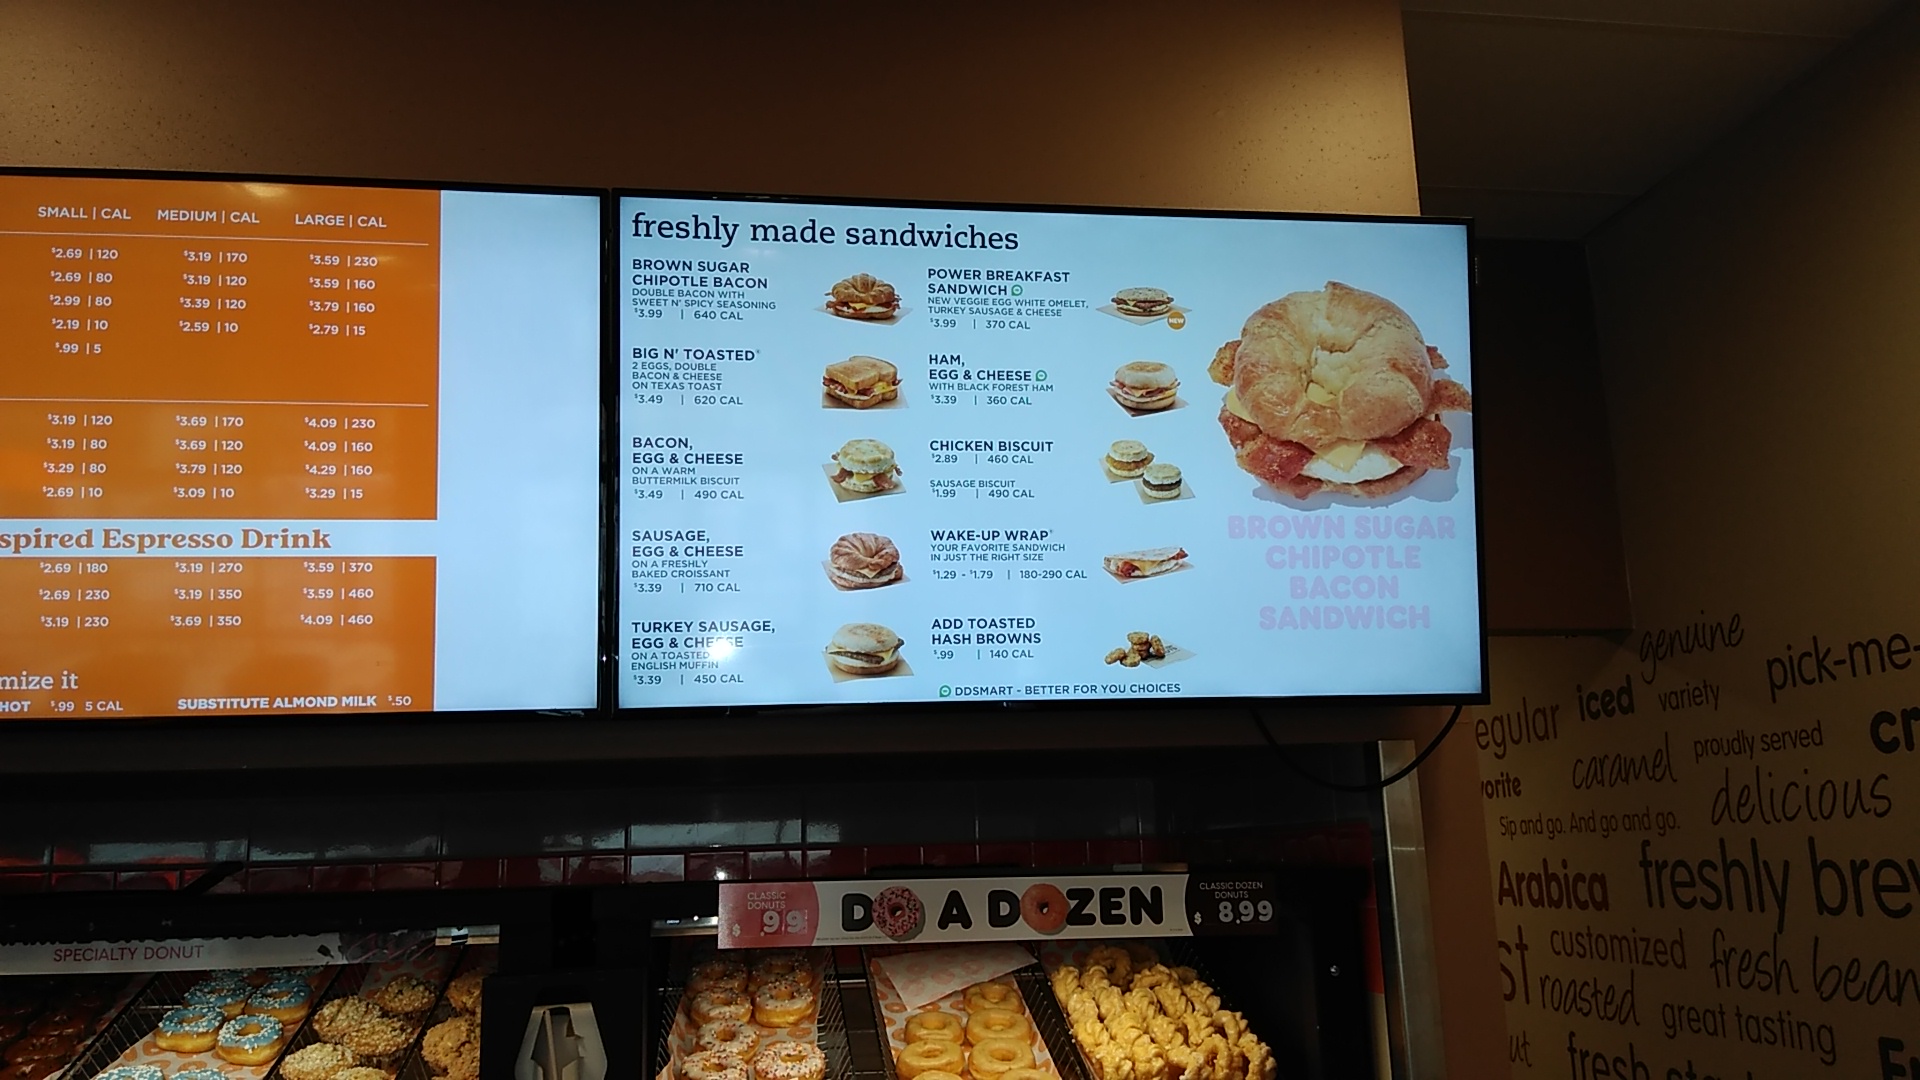 SMALL | CAL MEDIUM | CAL LARGE | CAL
$2.69 | 120 $3.19 | 170 $3.59 | 230
$2.69 | 80 $3.19 | 120 $3.59 | 160
$2.99 | 80 $3.39 | 120 $3.79 | 160
$2.19 | 10 $2.59 | 10 $2.79 | 15
$.99 | 5
$3.19 | 120 $3.69 | 170 $4.09 | 230
$3.19 | 80 $3.69 | 120 $4.09 | 160
$3.29 | 80 $3.79 | 120 $4.29 | 160
$2.69 | 10 $3.09 | 10 $3.29 | 15
spired Espresso Drink
$2.69 | 180 $3.19 | 270 $3.59 | 370
$2.69 | 230 $3.19 | 350 $3.59 | 460
$3.19 | 230 $3.69 | 350 $4.09 | 460
mize it
HOT $.99 5 CAL SUBSTITUTE ALMOND MILK $.50
freshly made sandwiches
BROWN SUGAR
CHIPOTLE BACON
DOUBLE BACON WITH
SWEET N' SPICY SEASONING
$3.99 | 640 CAL
BIG N' TOASTED®
2 EGGS, DOUBLE
BACON & CHEESE
ON TEXAS TOAST
$3.49 | 620 CAL
BACON,
EGG & CHEESE
ON A WARM
BUTTERMILK BISCUIT
$3.49 | 490 CAL
SAUSAGE,
EGG & CHEESE
ON A FRESHLY
BAKED CROISSANT
$3.39 | 710 CAL
TURKEY SAUSAGE,
EGG & CHEESE
ON A TOASTED
ENGLISH MUFFIN
$3.39 | 450 CAL
POWER BREAKFAST
SANDWICH
NEW VEGGIE EGG WHITE OMELET,
TURKEY SAUSAGE & CHEESE
$3.99 | 370 CAL
NEW
HAM,
EGG & CHEESE
WITH BLACK FOREST HAM
$3.39 | 360 CAL
CHICKEN BISCUIT
$2.89 | 460 CAL
SAUSAGE BISCUIT
$1.99 | 490 CAL
WAKE-UP WRAP®
YOUR FAVORITE SANDWICH
IN JUST THE RIGHT SIZE
$1.29 - $1.79 | 180-290 CAL
ADD TOASTED
HASH BROWNS
$.99 | 140 CAL
DDSMART - BETTER FOR YOU CHOICES
BROWN SUGAR
CHIPOTLE
BACON
SANDWICH
SPECIALTY DONUT
CLASSIC
DONUTS
$.99
DO A DOZEN
CLASSIC DOZEN
DONUTS
$8.99
genuine
pick-me-
egular iced variety
vorite caramel proudly served cr
Sip and go. And go and go. delicious
Arabica freshly brew
st customized fresh bean
roasted great tasting
ut fresh